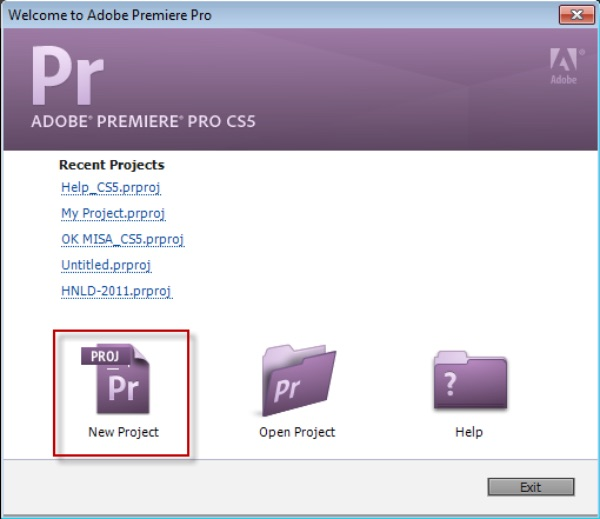 Welcome to Adobe Premiere Pro
Pr
Adobe
ADOBE® PREMIERE® PRO CS5
Recent Projects
Help_CS5.prproj
My Project.prproj
OK MISA_CS5.prproj
Untitled.prproj
HNLD-2011.prproj
PROJ
Pr
Pr
?
New Project
Open Project
Help
Exit